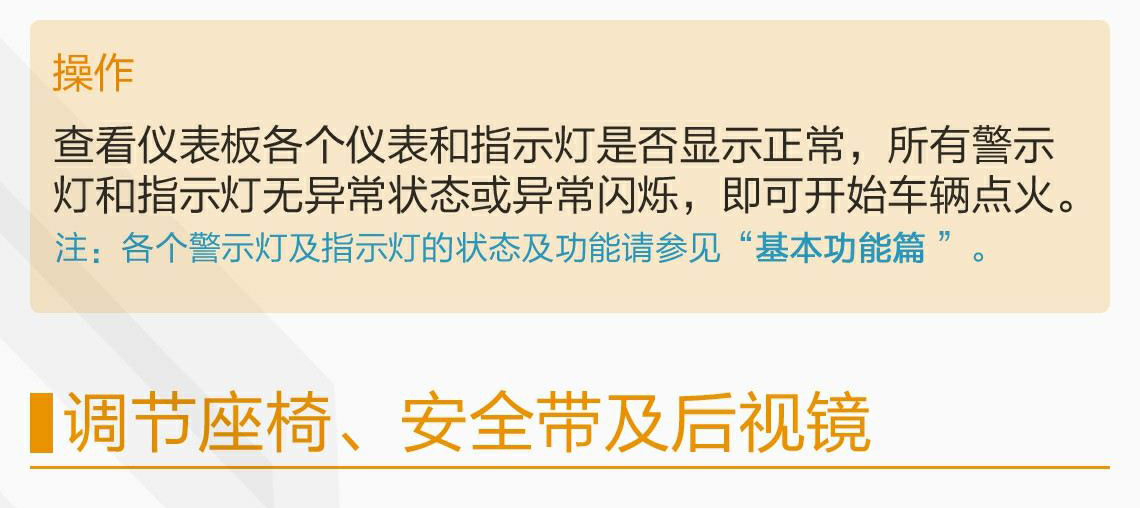 操作
查看仪表板各个仪表和指示灯是否显示正常，所有警示
灯和指示灯无异常状态或异常闪烁，即可开始车辆点火。
注：各个警示灯及指示灯的状态及功能请参见“基本功能篇 ”。
调节座椅、安全带及后视镜